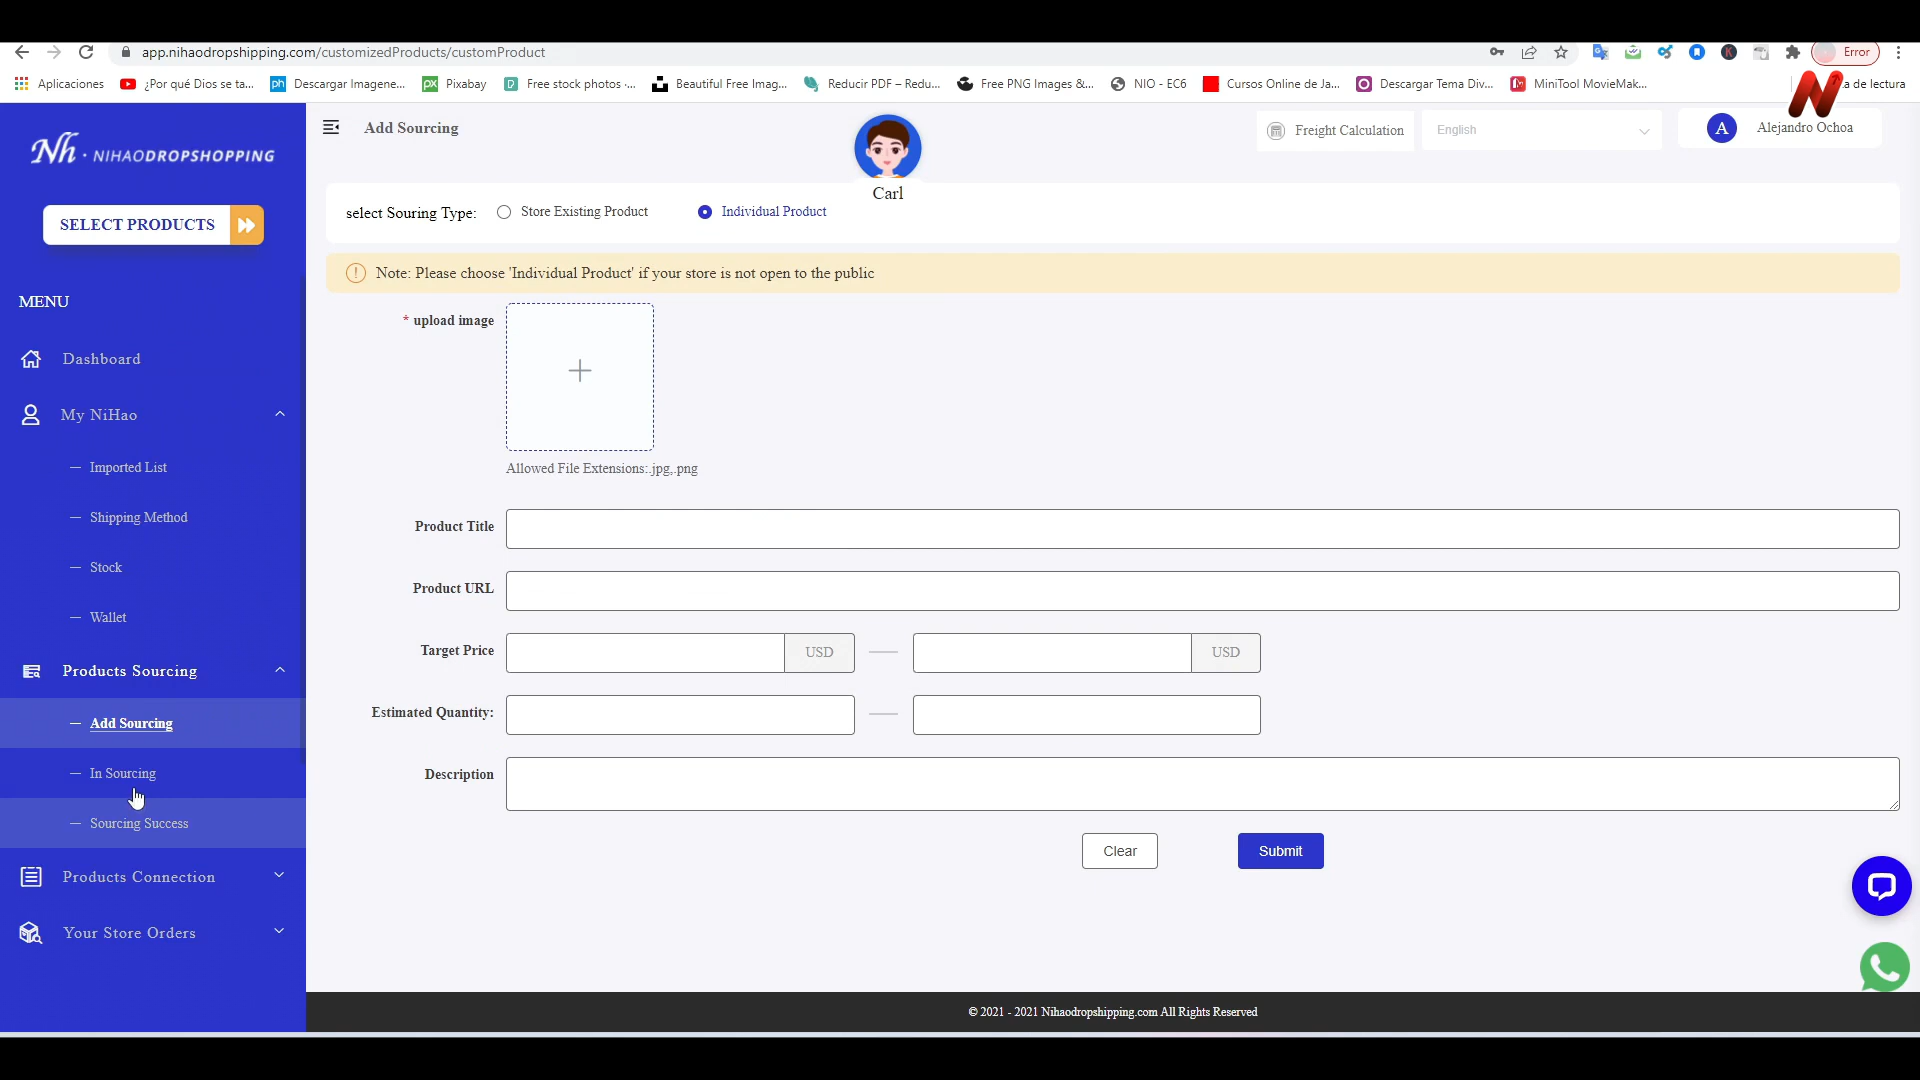 app.nihaodropshipping.com/customizedProducts/customProduct
Error
Aplicaciones
¿Por qué Dios se ta...
Descargar Imagene...
Pixabay
Free stock photos ·...
Beautiful Free Imag...
Reducir PDF – Redu...
Free PNG Images &...
NIO - EC6
Cursos Online de Ja...
Descargar Tema Div...
MiniTool MovieMak...
de lectura
Nh · NIHAODROPSHOPPING
Add Sourcing
Freight Calculation
English
A
Alejandro Ochoa
Carl
SELECT PRODUCTS
select Souring Type:
Store Existing Product
Individual Product
Note: Please choose 'Individual Product' if your store is not open to the public
MENU
Dashboard
My NiHao
Imported List
Shipping Method
Stock
Wallet
Products Sourcing
Add Sourcing
In Sourcing
Sourcing Success
Products Connection
Your Store Orders
* upload image
Allowed File Extensions:.jpg,.png
Product Title
Product URL
Target Price
USD
USD
Estimated Quantity:
Description
Clear
Submit
© 2021 - 2021 Nihaodropshipping.com All Rights Reserved